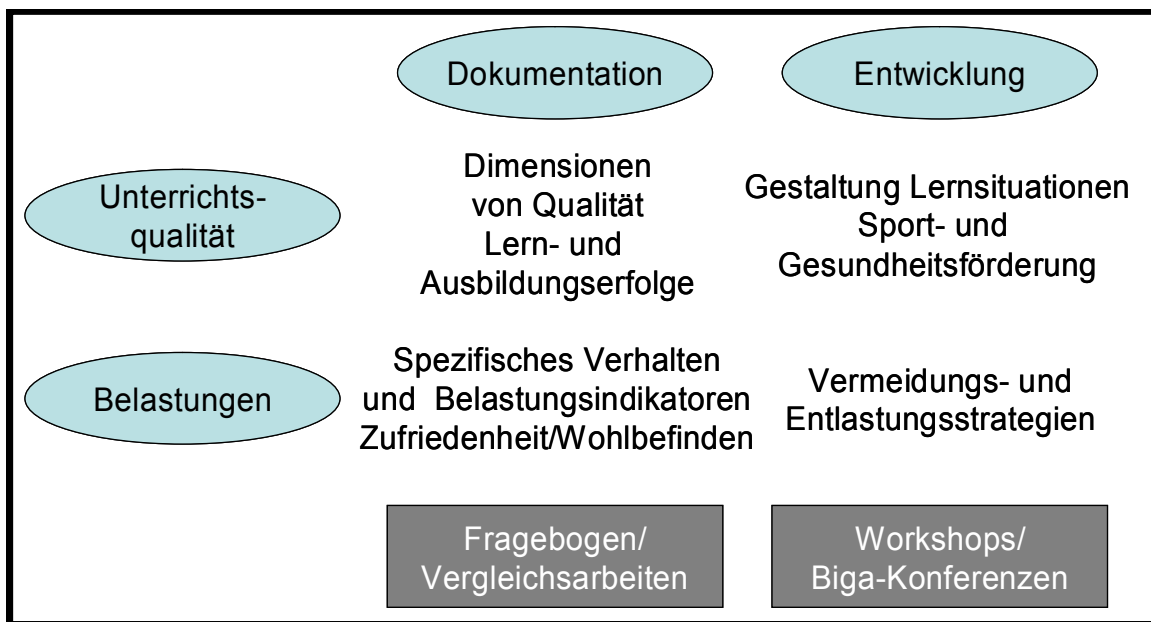 Dokumentation
Entwicklung
Unterrichts-
qualität
Dimensionen
von Qualität
Lern- und
Ausbildungserfolge
Gestaltung Lernsituationen
Sport- und
Gesundheitsförderung
Belastungen
Spezifisches Verhalten
und Belastungsindikatoren
Zufriedenheit/Wohlbefinden
Vermeidungs- und
Entlastungsstrategien
Fragebogen/
Vergleichsarbeiten
Workshops/
Biga-Konferenzen